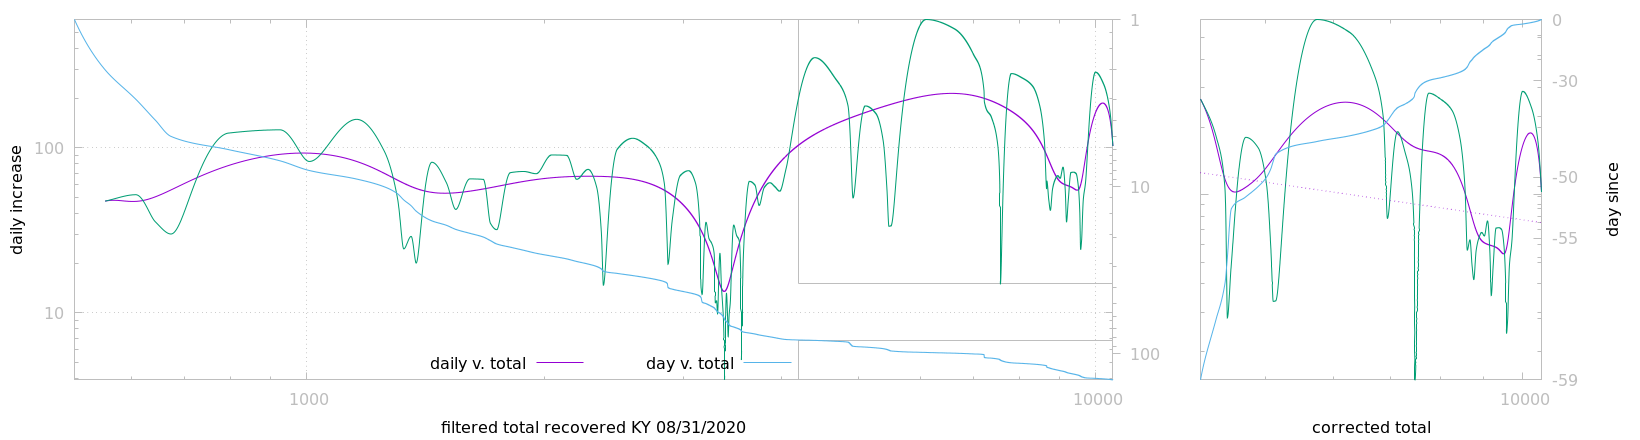 daily increase
100
10
1000
10000
1
10
100
daily v. total
day v. total
filtered total recovered KY 08/31/2020
0
-30
-50
-55
-59
10000
day since
corrected total